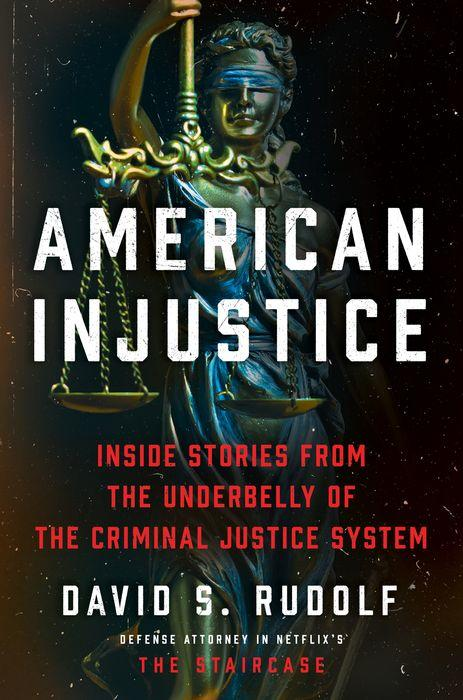 AMERICAN
INJUSTICE
INSIDE STORIES FROM
THE UNDERBELLY OF
THE CRIMINAL JUSTICE SYSTEM
DAVID S. RUDOLF
DEFENSE ATTORNEY IN NETFLIX'S
THE STAIRCASE